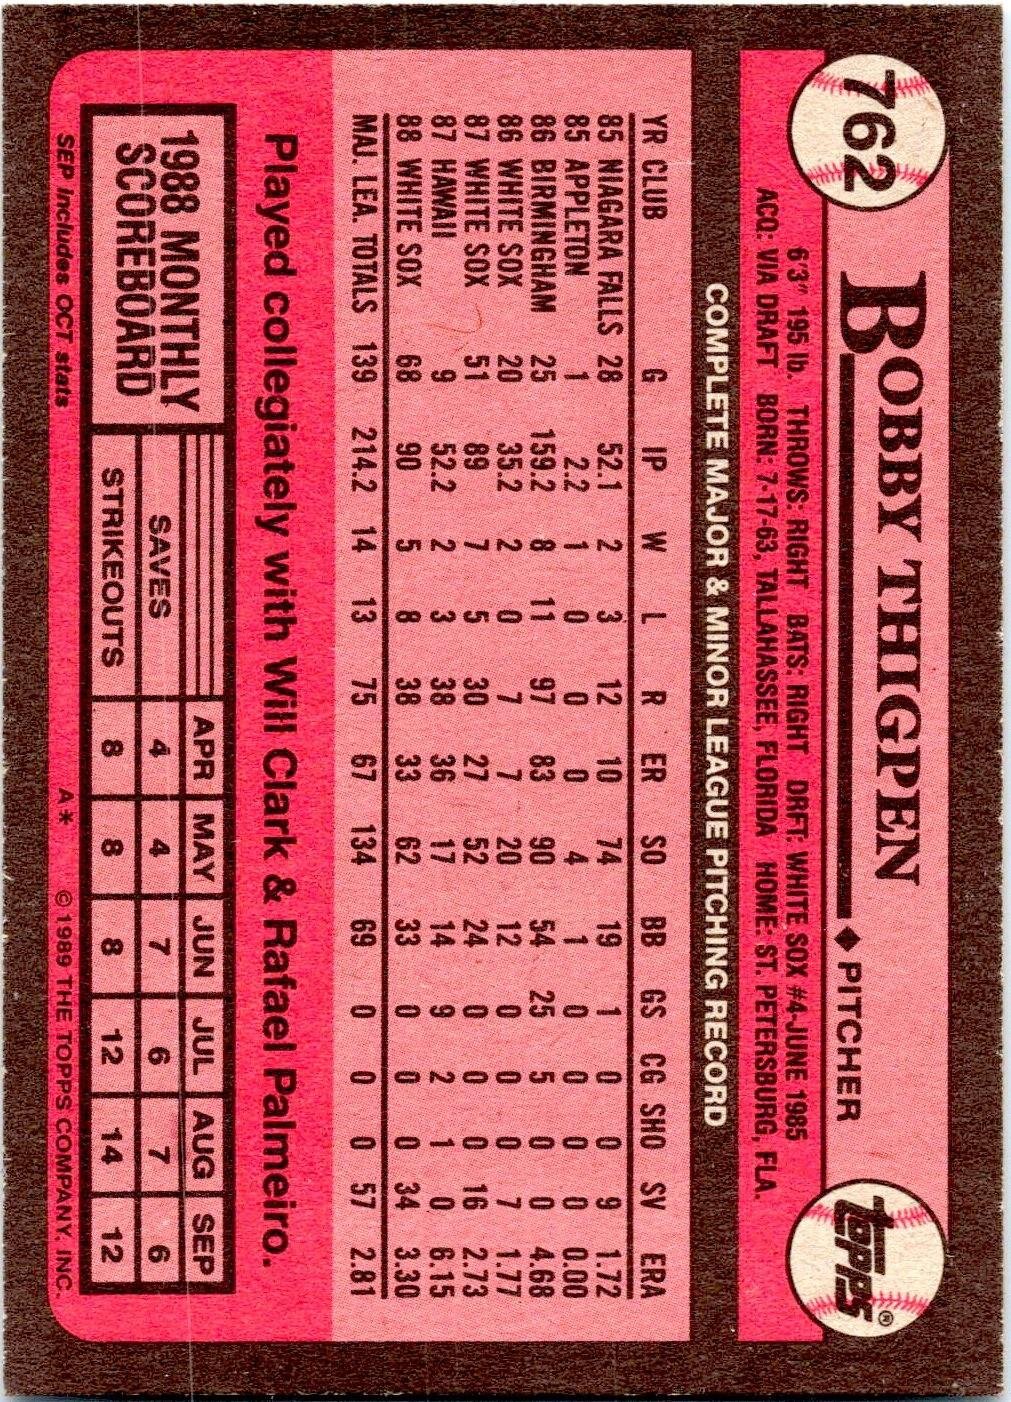 762
BOBBY THIGPEN ♦ PITCHER
Topps®
6'3" 195 lb. THROWS: RIGHT BATS: RIGHT DRFT: WHITE SOX #4-JUNE 1985
ACQ: VIA DRAFT BORN: 7-17-63, TALLAHASSEE, FLORIDA HOME: ST. PETERSBURG, FLA.
COMPLETE MAJOR & MINOR LEAGUE PITCHING RECORD
YR CLUB G IP W L R ER SO BB GS CG SHO SV ERA
85 NIAGARA FALLS 28 52.1 2 3 12 10 74 19 1 0 0 9 1.72
85 APPLETON 1 2.2 1 0 0 0 4 1 0 0 0 0 0.00
86 BIRMINGHAM 25 159.2 8 11 97 83 90 54 25 5 0 0 4.68
86 WHITE SOX 20 35.2 2 0 7 7 20 12 0 0 0 7 1.77
87 WHITE SOX 51 89 7 5 30 27 52 24 0 0 0 16 2.73
87 HAWAII 9 52.2 2 3 38 36 17 14 9 2 1 0 6.15
88 WHITE SOX 68 90 5 8 38 33 62 33 0 0 0 34 3.30
MAJ. LEA. TOTALS 139 214.2 14 13 75 67 134 69 0 0 0 57 2.81
Played collegiately with Will Clark & Rafael Palmeiro.
1988 MONTHLY
SCOREBOARD
APR MAY JUN JUL AUG SEP
SAVES 4 4 7 6 7 6
STRIKEOUTS 8 8 8 12 14 12
SEP Includes OCT stats A* ©1989 THE TOPPS COMPANY, INC.